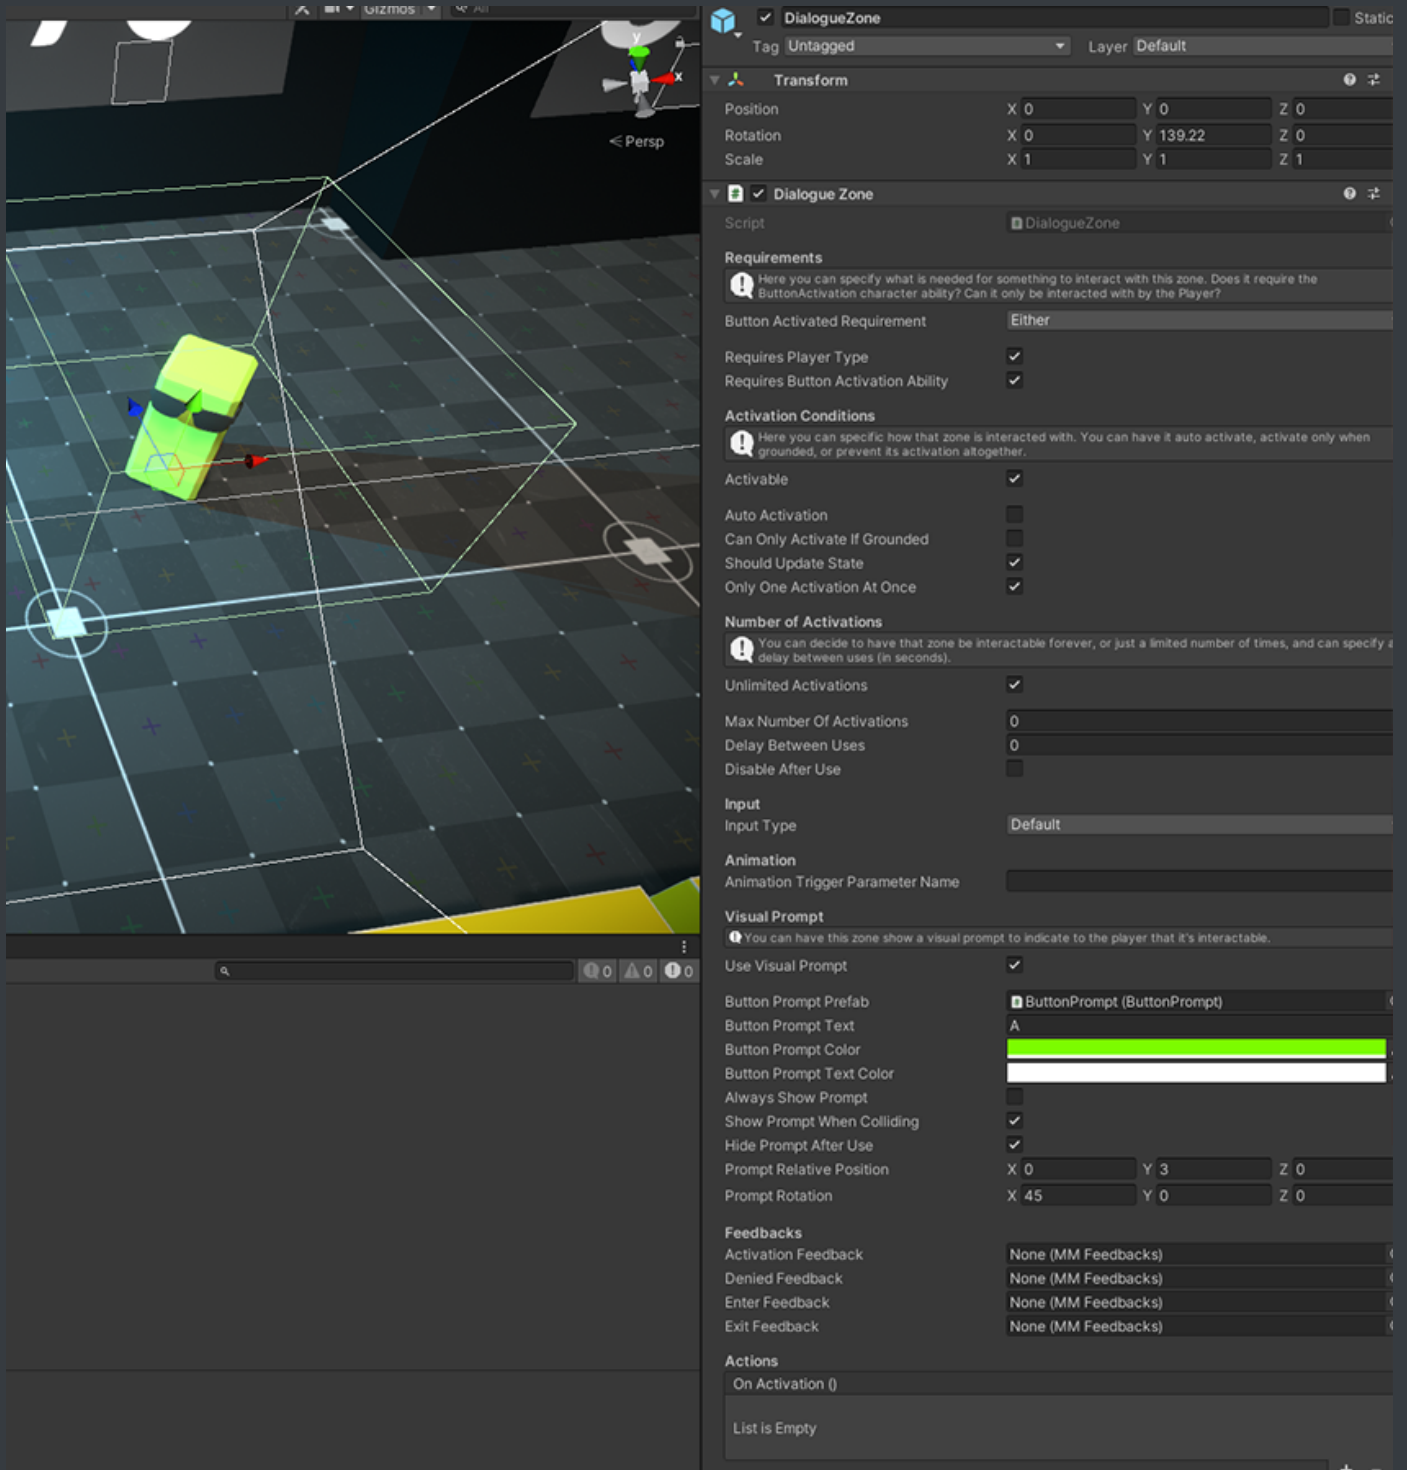 Gizmos
All
y
x
Persp
0
0
0
DialogueZone
Static
Tag Untagged Layer Default
Transform
Position X 0 Y 0 Z 0
Rotation X 0 Y 139.22 Z 0
Scale X 1 Y 1 Z 1
Dialogue Zone
Script DialogueZone
Requirements
Here you can specify what is needed for something to interact with this zone. Does it require the
ButtonActivation character ability? Can it only be interacted with by the Player?
Button Activated Requirement Either
Requires Player Type
Requires Button Activation Ability
Activation Conditions
Here you can specific how that zone is interacted with. You can have it auto activate, activate only when
grounded, or prevent its activation altogether.
Activable
Auto Activation
Can Only Activate If Grounded
Should Update State
Only One Activation At Once
Number of Activations
You can decide to have that zone be interactable forever, or just a limited number of times, and can specify a
delay between uses (in seconds).
Unlimited Activations
Max Number Of Activations 0
Delay Between Uses 0
Disable After Use
Input
Input Type Default
Animation
Animation Trigger Parameter Name
Visual Prompt
You can have this zone show a visual prompt to indicate to the player that it's interactable.
Use Visual Prompt
Button Prompt Prefab ButtonPrompt (ButtonPrompt)
Button Prompt Text A
Button Prompt Color
Button Prompt Text Color
Always Show Prompt
Show Prompt When Colliding
Hide Prompt After Use
Prompt Relative Position X 0 Y 3 Z 0
Prompt Rotation X 45 Y 0 Z 0
Feedbacks
Activation Feedback None (MM Feedbacks)
Denied Feedback None (MM Feedbacks)
Enter Feedback None (MM Feedbacks)
Exit Feedback None (MM Feedbacks)
Actions
On Activation ()
List is Empty